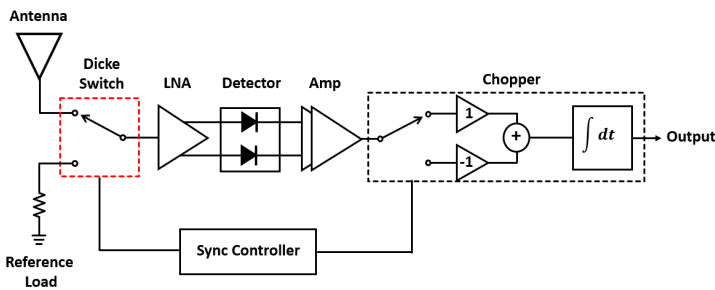 Antenna
Dicke
Switch
LNA
Detector
Amp
Chopper
1
-1
+
∫ dt
Output
Sync Controller
Reference
Load